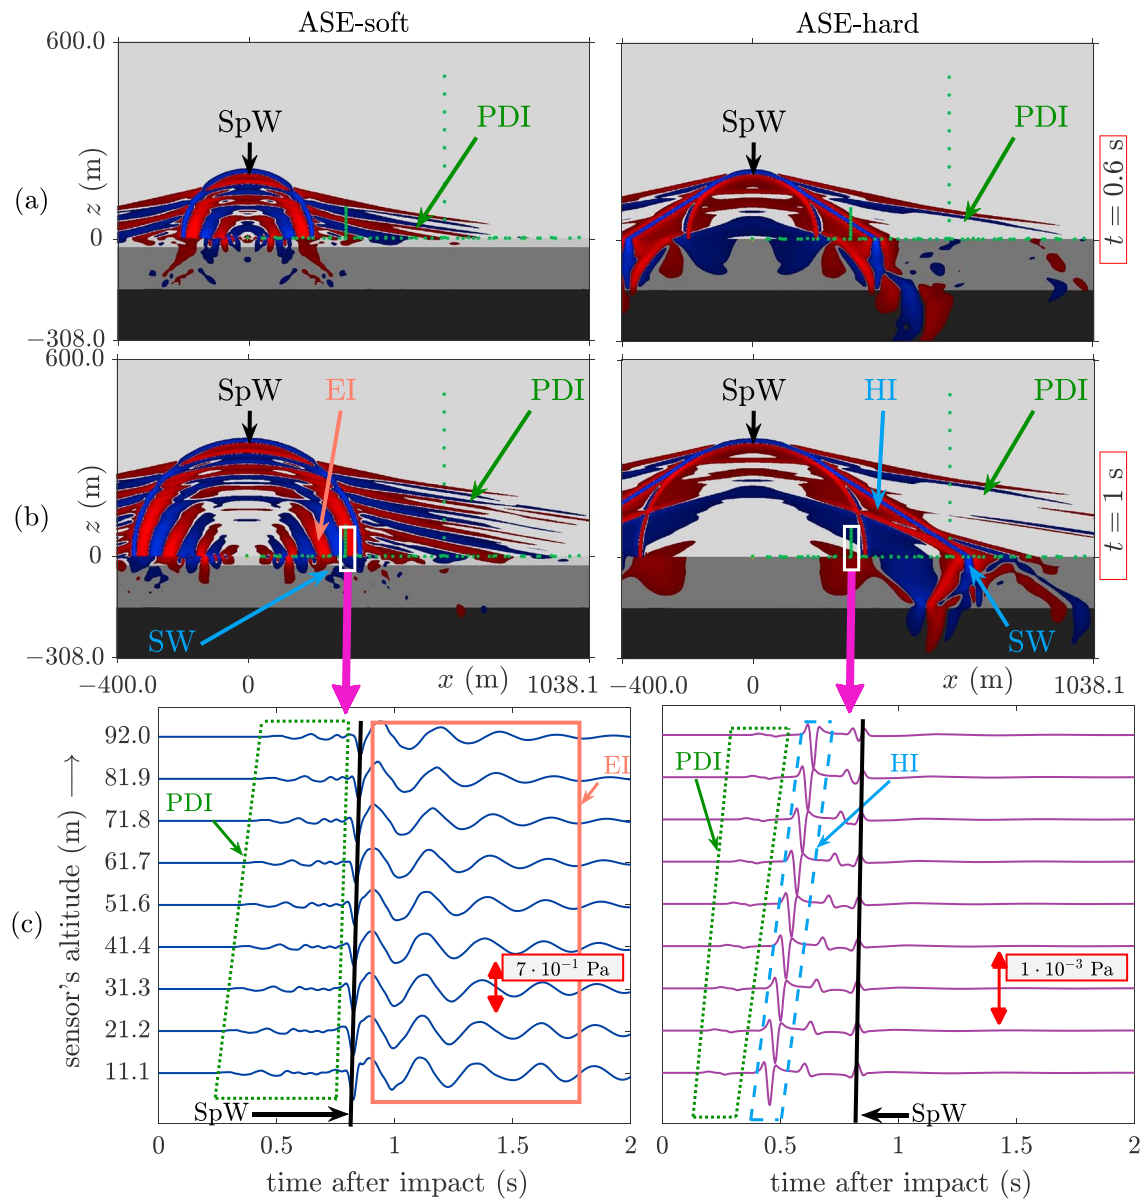 ASE-soft
ASE-hard
(a)
z (m)
600.0
0
−308.0
SpW
PDI
SpW
PDI
t = 0.6 s
(b)
z (m)
600.0
0
−308.0
SpW
EI
PDI
SW
SpW
HI
PDI
SW
t = 1 s
−400.0 0 x (m) 1038.1
−400.0 0 x (m) 1038.1
(c)
sensor's altitude (m) ⟶
92.0
81.9
71.8
61.7
51.6
41.4
31.3
21.2
11.1
PDI
EI
7 · 10⁻¹ Pa
SpW
0 0.5 1 1.5 2
time after impact (s)
PDI
HI
1 · 10⁻³ Pa
SpW
0 0.5 1 1.5 2
time after impact (s)